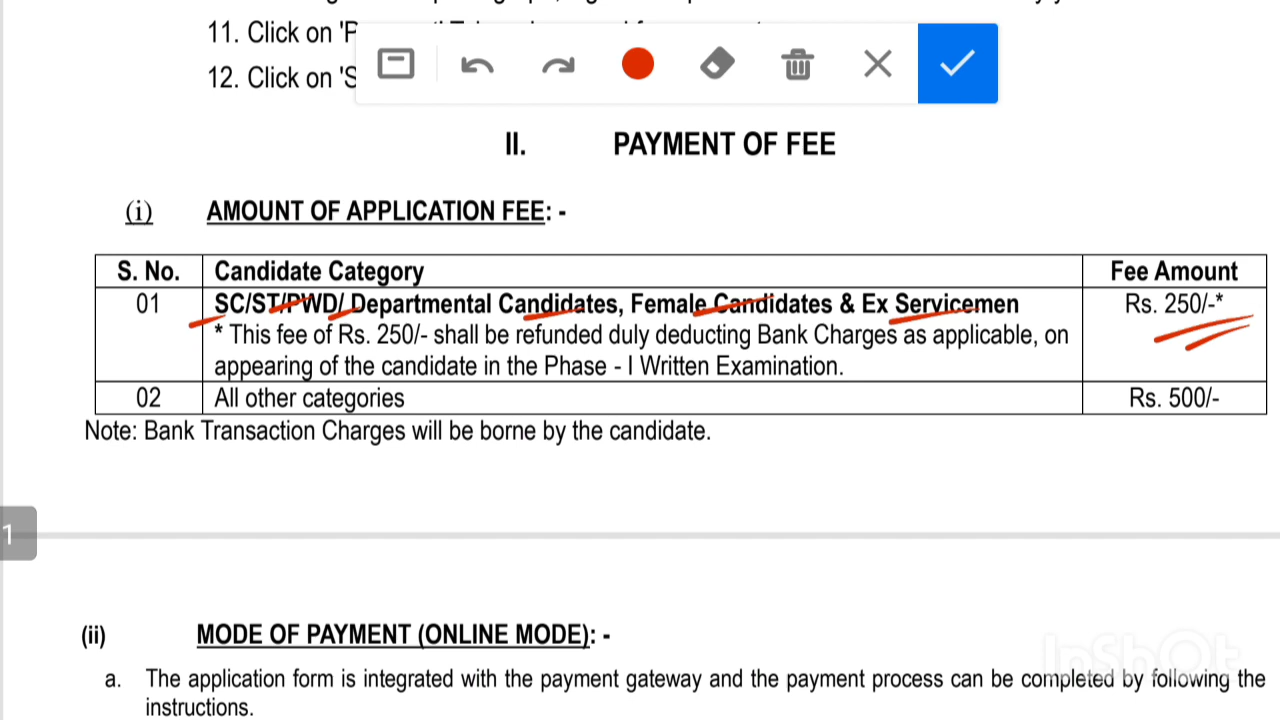 11. Click on 'P
12. Click on 'S
II. PAYMENT OF FEE
(i) AMOUNT OF APPLICATION FEE: -
S. No. Candidate Category Fee Amount
01 SC/ST/PWD/ Departmental Candidates, Female Candidates & Ex Servicemen Rs. 250/-*
* This fee of Rs. 250/- shall be refunded duly deducting Bank Charges as applicable, on
appearing of the candidate in the Phase - I Written Examination.
02 All other categories Rs. 500/-
Note: Bank Transaction Charges will be borne by the candidate.
1
(ii) MODE OF PAYMENT (ONLINE MODE): -
a. The application form is integrated with the payment gateway and the payment process can be completed by following the
instructions.
InShOt